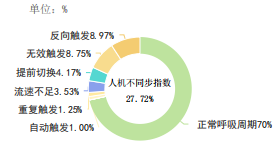 单位：%
反向触发8.97%
无效触发8.75%
提前切换4.17%
流速不足3.53%
重复触发1.25%
自动触发1.00%
人机不同步指数
27.72%
正常呼吸周期70%